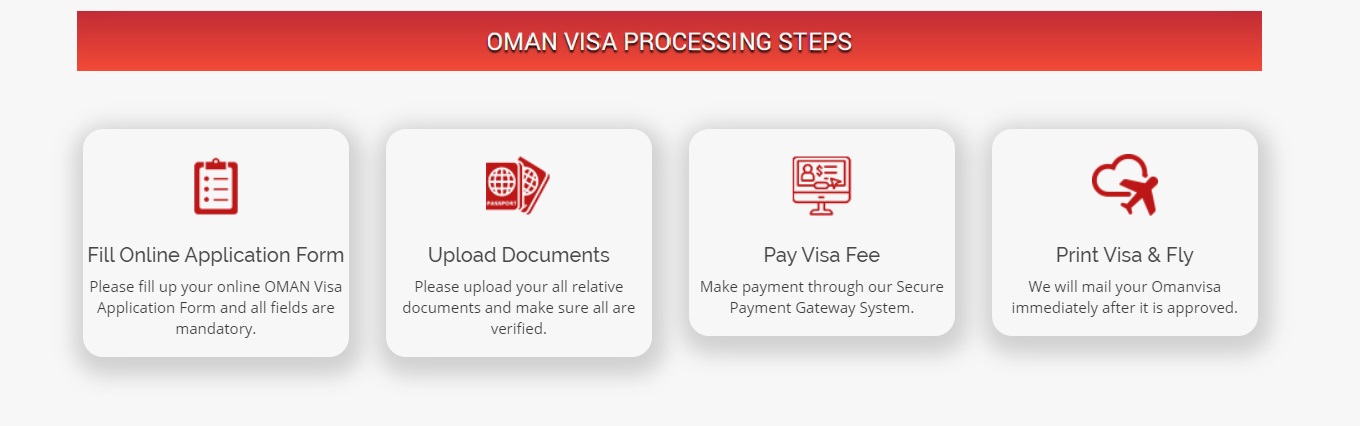 OMAN VISA PROCESSING STEPS
PASSPORT
Fill Online Application Form
Please fill up your online OMAN Visa
Application Form and all fields are
mandatory.
Upload Documents
Please upload your all relative
documents and make sure all are
verified.
Pay Visa Fee
Make payment through our Secure
Payment Gateway System.
Print Visa & Fly
We will mail your Omanvisa
immediately after it is approved.